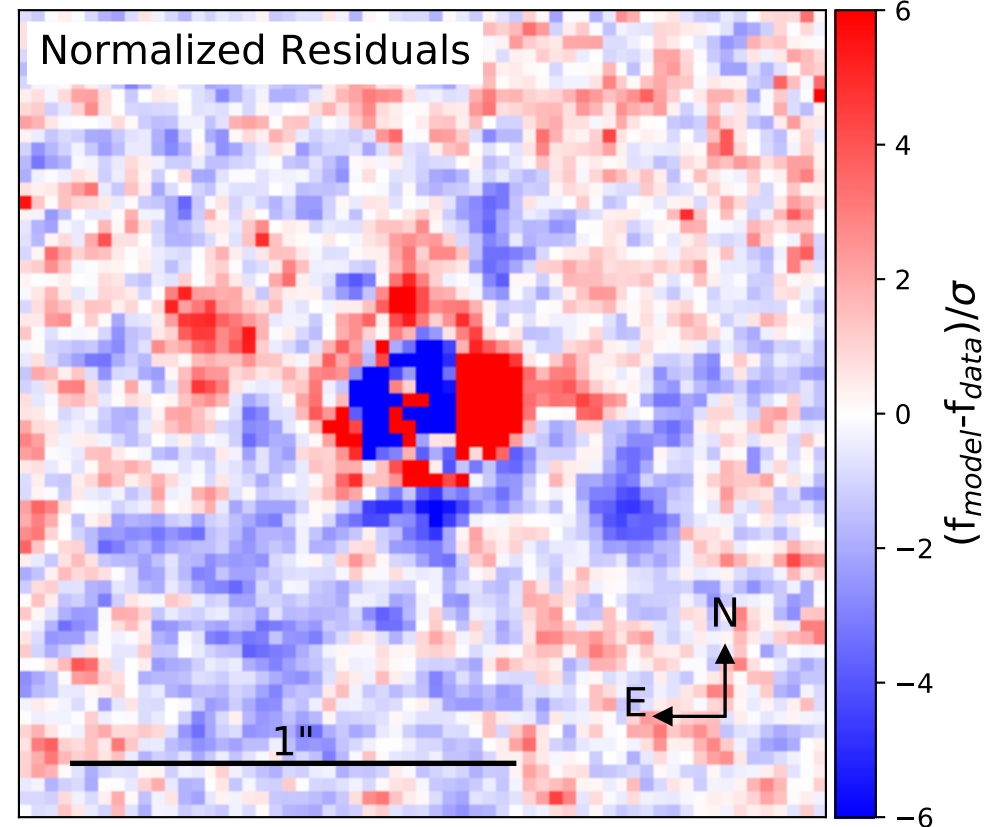 Normalized Residuals
6
4
2
0
−2
−4
−6
(f_model-f_data)/σ
N
E
1"